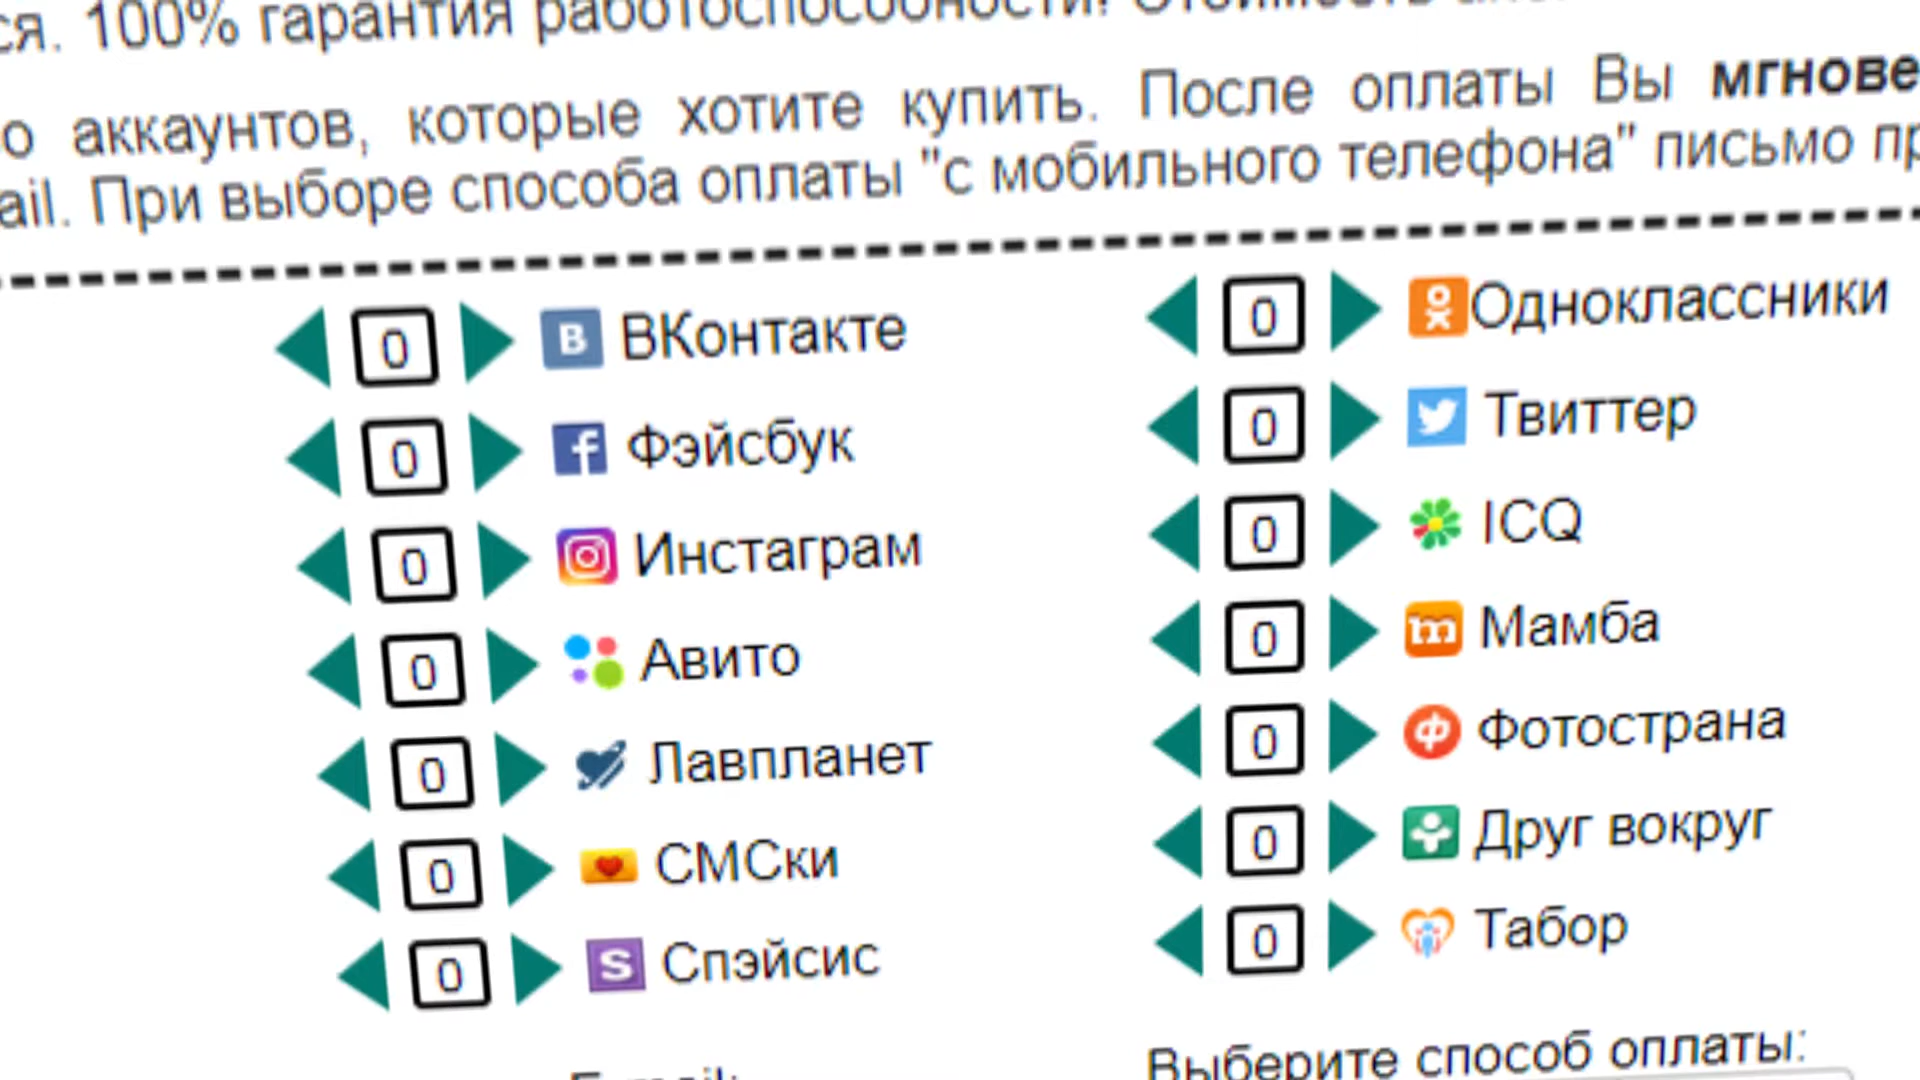 ся. 100% гарантия работоспособности! Стоимость
о аккаунтов, которые хотите купить. После оплаты Вы мгнове
ail. При выборе способа оплаты "с мобильного телефона" письмо пр
0 В ВКонтакте
0 f Фэйсбук
0 Инстаграм
0 Авито
0 Лавпланет
0 СМСки
0 S Спэйсис
0 Одноклассники
0 Твиттер
0 ICQ
0 m Мамба
0 ф Фотострана
0 Друг вокруг
0 Табор
E-mail:
Выберите способ оплаты: